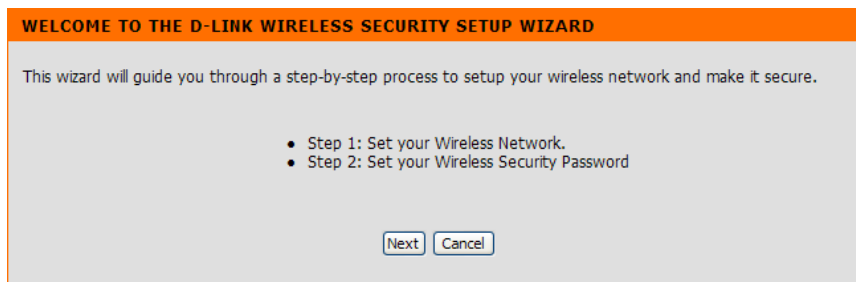 WELCOME TO THE D-LINK WIRELESS SECURITY SETUP WIZARD
This wizard will guide you through a step-by-step process to setup your wireless network and make it secure.
• Step 1: Set your Wireless Network.
• Step 2: Set your Wireless Security Password
Next Cancel